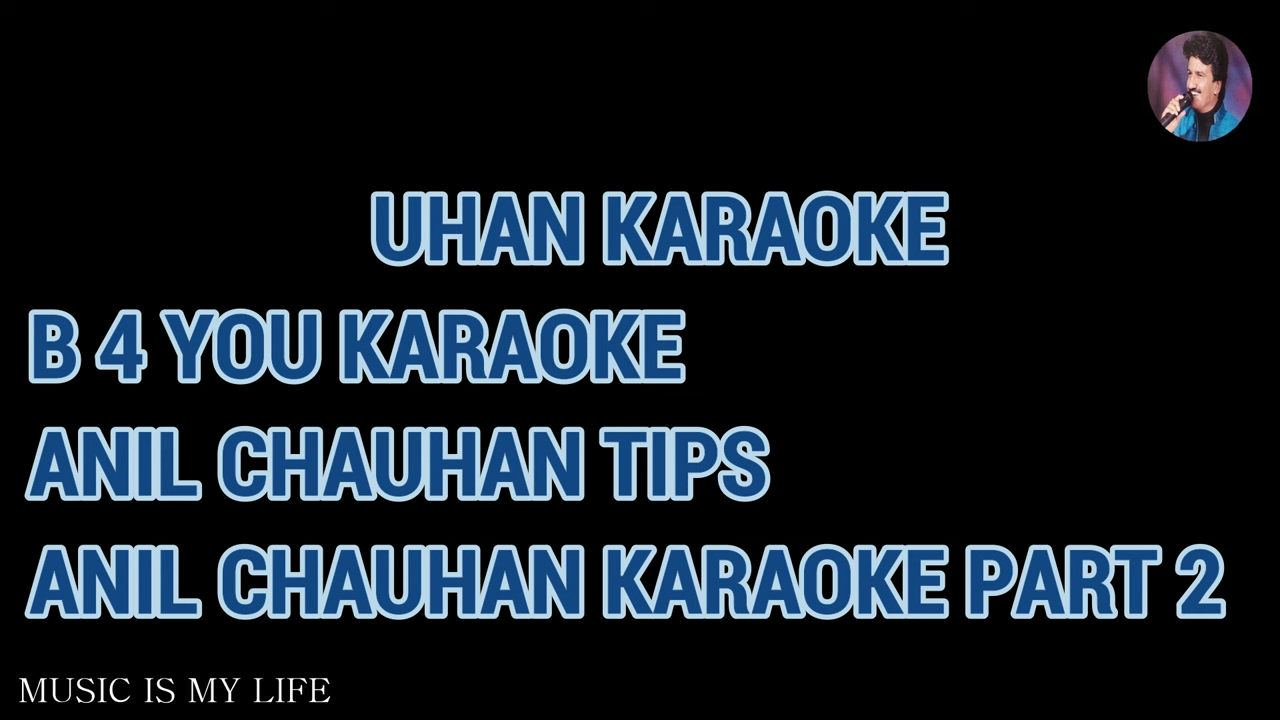 UHAN KARAOKE
B 4 YOU KARAOKE
ANIL CHAUHAN TIPS
ANIL CHAUHAN KARAOKE PART 2
MUSIC IS MY LIFE